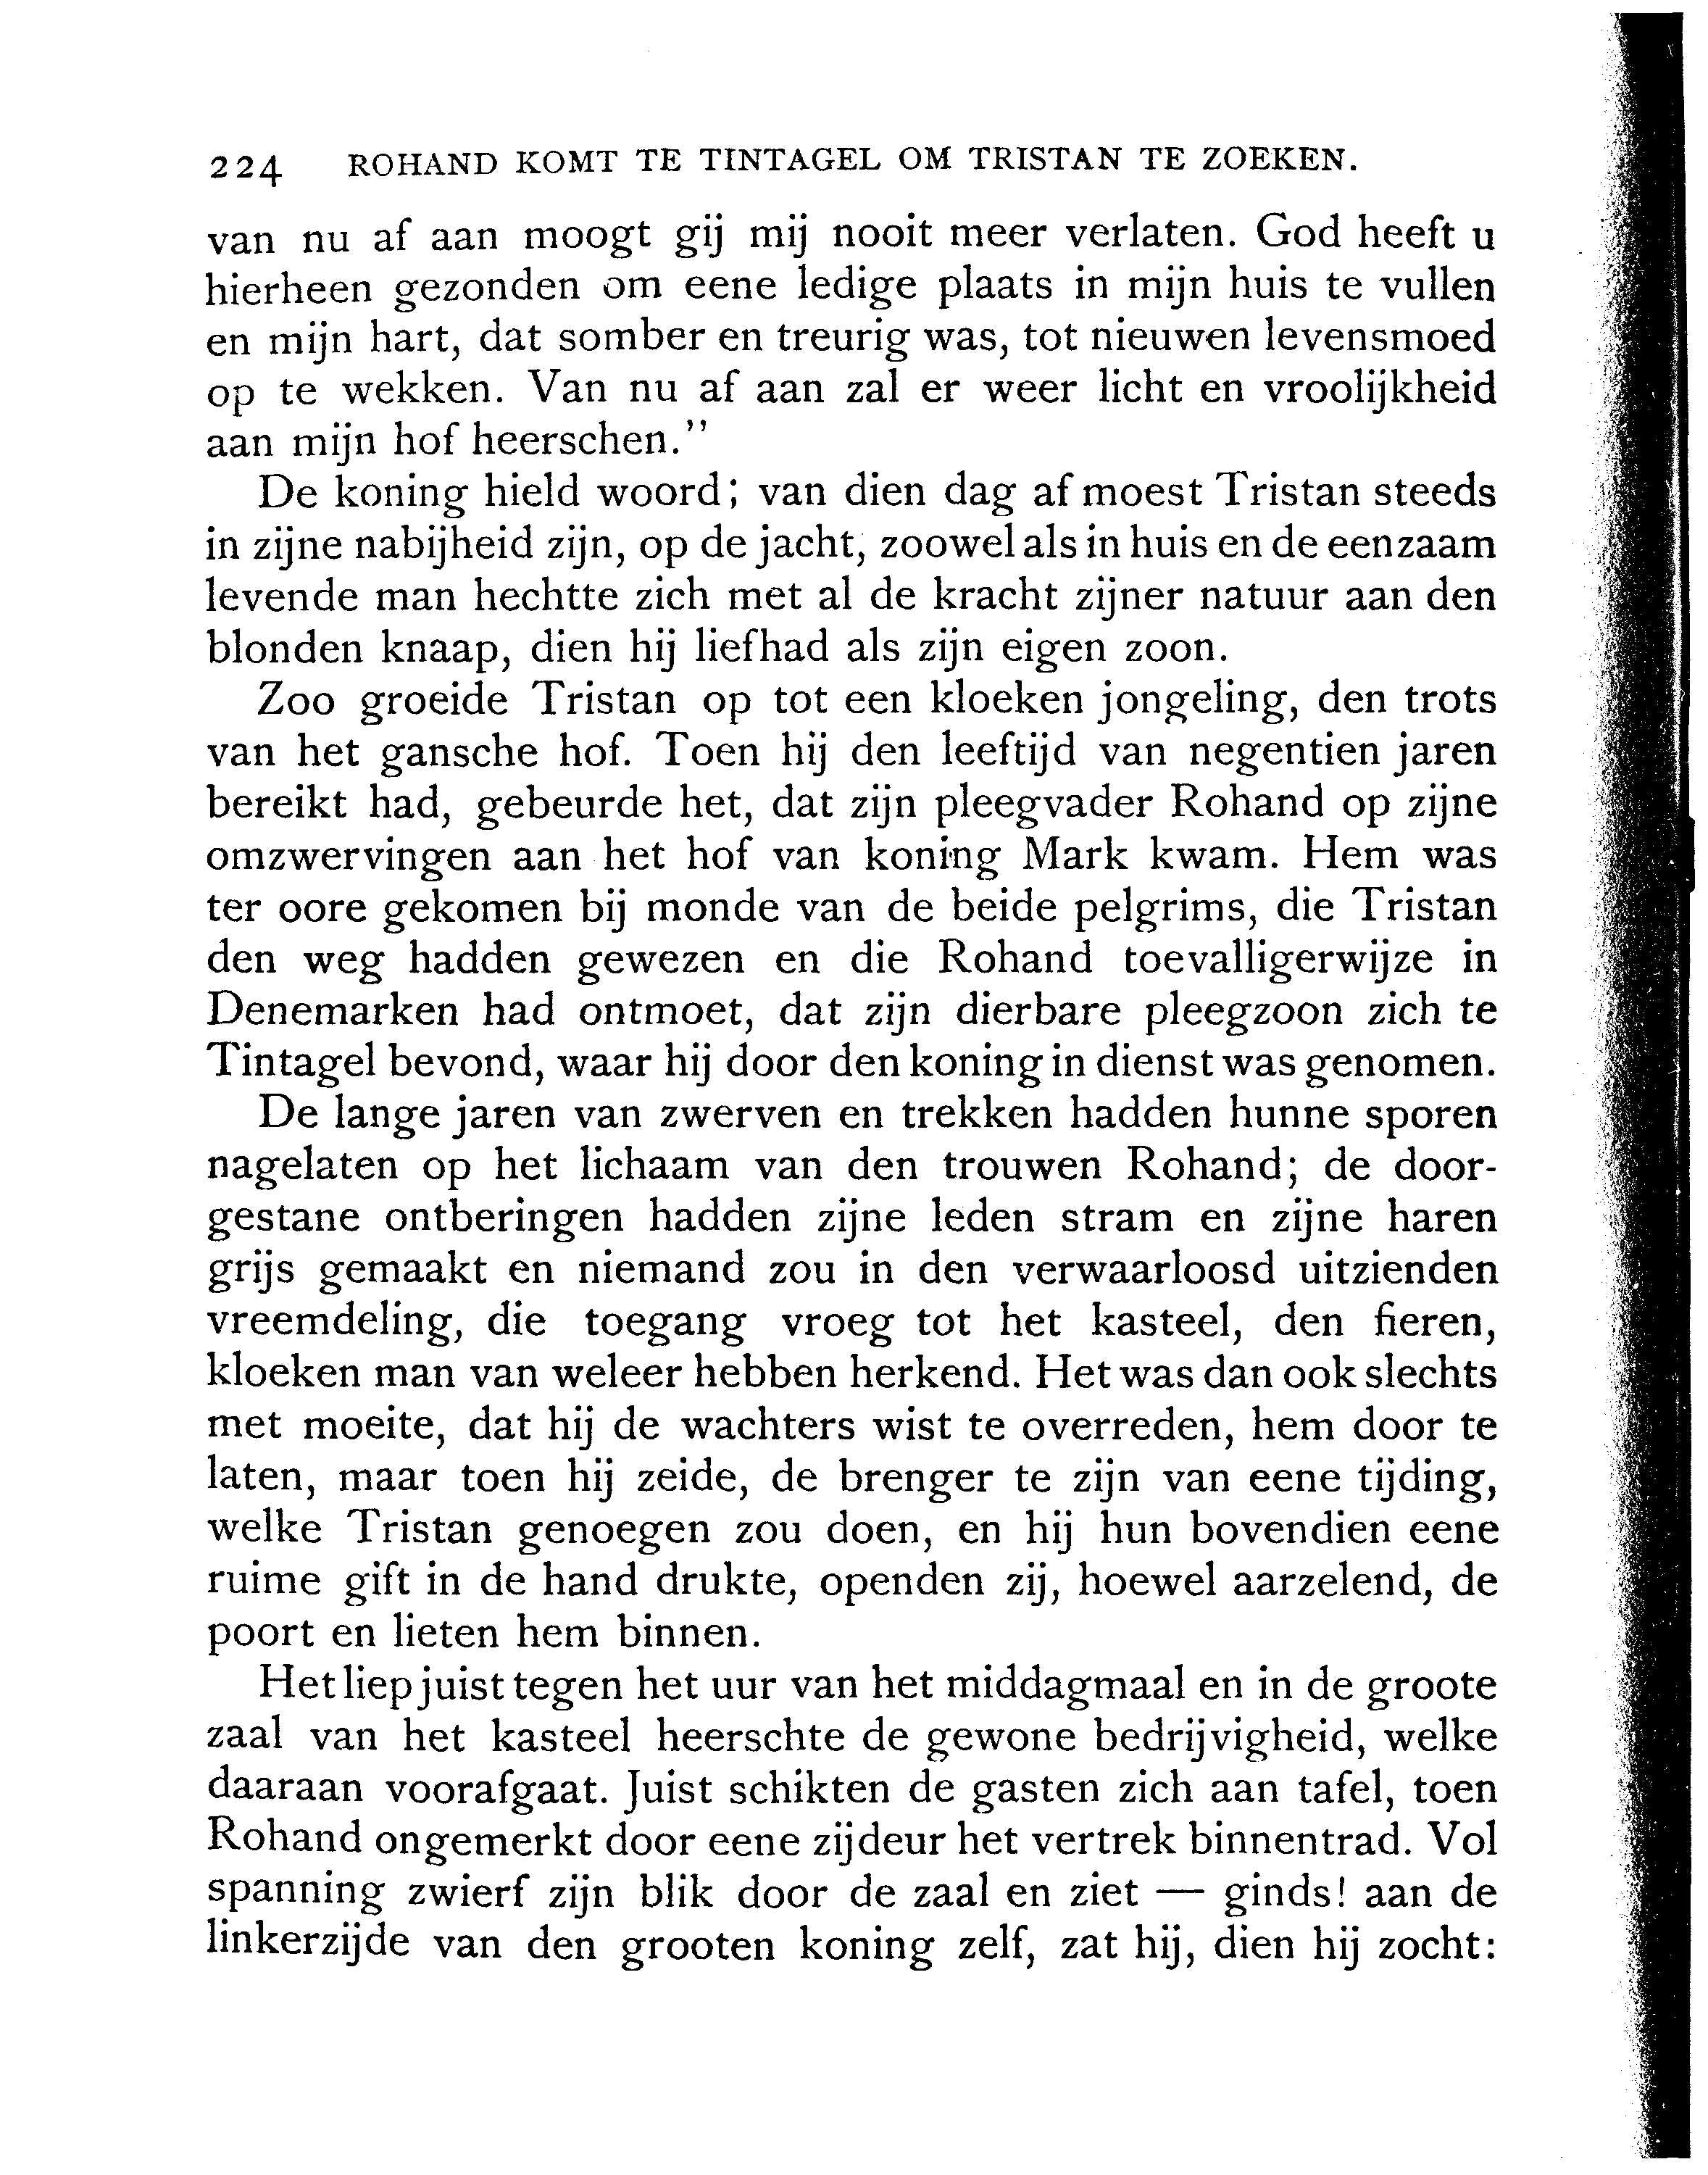 224 ROHAND KOMT TE TINTAGEL OM TRISTAN TE ZOEKEN.
van nu af aan moogt gij mij nooit meer verlaten. God heeft u
hierheen gezonden om eene ledige plaats in mijn huis te vullen
en mijn hart, dat somber en treurig was, tot nieuwen levensmoed
op te wekken. Van nu af aan zal er weer licht en vroolijkheid
aan mijn hof heerschen.”
De koning hield woord; van dien dag af moest Tristan steeds
in zijne nabijheid zijn, op de jacht, zoowel als in huis en de eenzaam
levende man hechtte zich met al de kracht zijner natuur aan den
blonden knaap, dien hij liefhad als zijn eigen zoon.
Zoo groeide Tristan op tot een kloeken jongeling, den trots
van het gansche hof. Toen hij den leeftijd van negentien jaren
bereikt had, gebeurde het, dat zijn pleegvader Rohand op zijne
omzwervingen aan het hof van koning Mark kwam. Hem was
ter oore gekomen bij monde van de beide pelgrims, die Tristan
den weg hadden gewezen en die Rohand toevalligerwijze in
Denemarken had ontmoet, dat zijn dierbare pleegzoon zich te
Tintagel bevond, waar hij door den koning in dienst was genomen.
De lange jaren van zwerven en trekken hadden hunne sporen
nagelaten op het lichaam van den trouwen Rohand; de door-
gestane ontberingen hadden zijne leden stram en zijne haren
grijs gemaakt en niemand zou in den verwaarloosd uitzienden
vreemdeling, die toegang vroeg tot het kasteel, den fieren,
kloeken man van weleer hebben herkend. Het was dan ook slechts
met moeite, dat hij de wachters wist te overreden, hem door te
laten, maar toen hij zeide, de brenger te zijn van eene tijding,
welke Tristan genoegen zou doen, en hij hun bovendien eene
ruime gift in de hand drukte, openden zij, hoewel aarzelend, de
poort en lieten hem binnen.
Het liep juist tegen het uur van het middagmaal en in de groote
zaal van het kasteel heerschte de gewone bedrijvigheid, welke
daaraan voorafgaat. Juist schikten de gasten zich aan tafel, toen
Rohand ongemerkt door eene zijdeur het vertrek binnentrad. Vol
spanning zwierf zijn blik door de zaal en ziet — ginds! aan de
linkerzijde van den grooten koning zelf, zat hij, dien hij zocht: